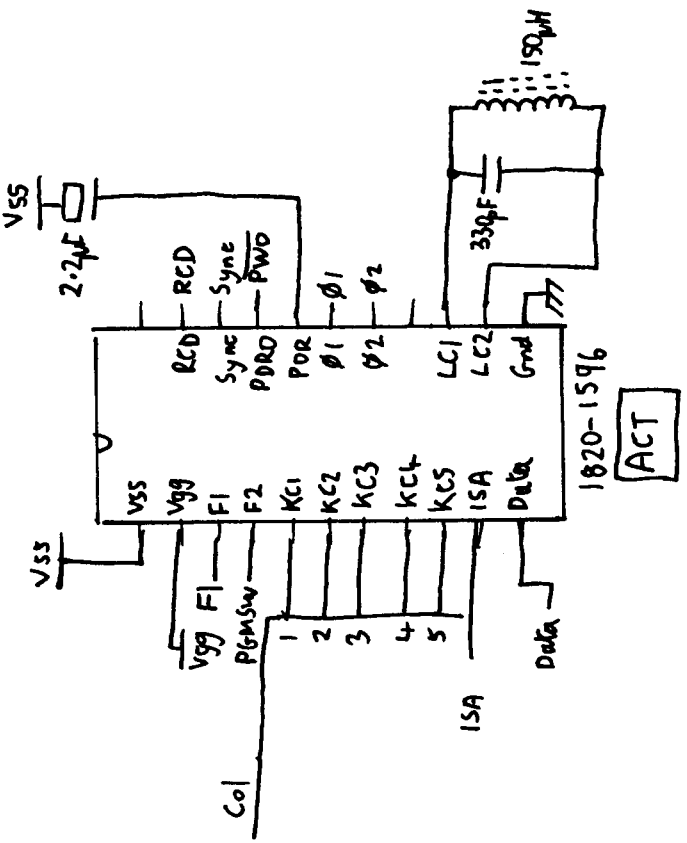 Vss
2.2µF
150µH
330pF
RCD
Sync
PWO
Ø1
Ø2
RCD
Sync
PORO
POR
Ø1
Ø2
LC1
LC2
Gnd
Vss
Vgg
F1
F2
KC1
KC2
KC3
KC4
KC5
ISA
Data
1820-1596
ACT
Vss
Vgg
F1
PGMSW
1
2
3
4
5
Col
ISA
Data